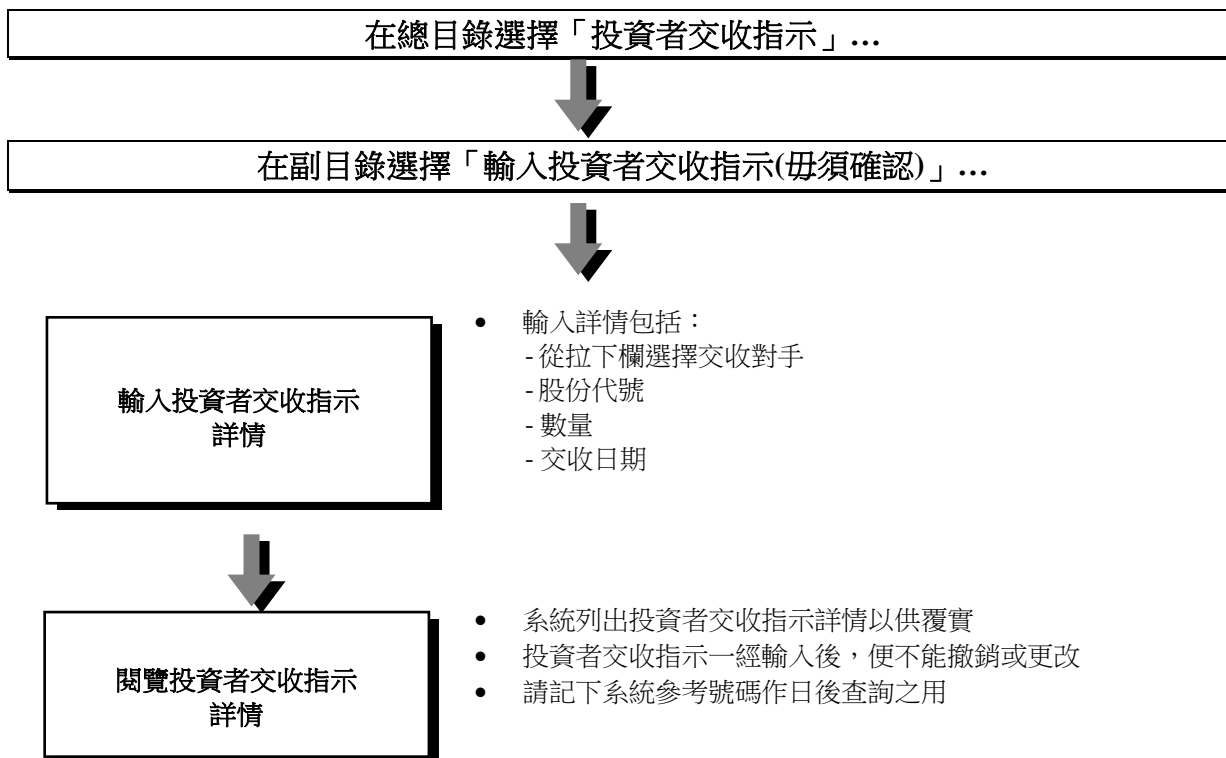 在總目錄選擇「投資者交收指示」…
在副目錄選擇「輸入投資者交收指示(毋須確認)」…
輸入投資者交收指示
詳情
• 輸入詳情包括：
- 從拉下欄選擇交收對手
- 股份代號
- 數量
- 交收日期
閱覽投資者交收指示
詳情
• 系統列出投資者交收指示詳情以供覆實
• 投資者交收指示一經輸入後，便不能撤銷或更改
• 請記下系統參考號碼作日後查詢之用